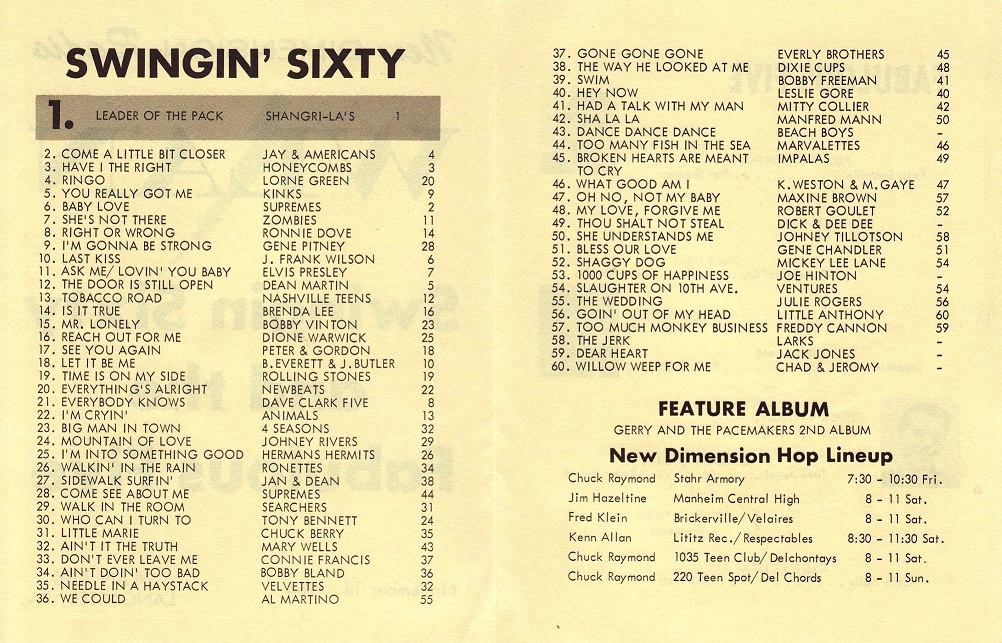 SWINGIN' SIXTY
1. LEADER OF THE PACK SHANGRI-LA'S 1
2. COME A LITTLE BIT CLOSER JAY & AMERICANS 4
3. HAVE I THE RIGHT HONEYCOMBS 3
4. RINGO LORNE GREEN 20
5. YOU REALLY GOT ME KINKS 9
6. BABY LOVE SUPREMES 2
7. SHE'S NOT THERE ZOMBIES 11
8. RIGHT OR WRONG RONNIE DOVE 14
9. I'M GONNA BE STRONG GENE PITNEY 28
10. LAST KISS J. FRANK WILSON 6
11. ASK ME/ LOVIN' YOU BABY ELVIS PRESLEY 7
12. THE DOOR IS STILL OPEN DEAN MARTIN 5
13. TOBACCO ROAD NASHVILLE TEENS 12
14. IS IT TRUE BRENDA LEE 16
15. MR. LONELY BOBBY VINTON 23
16. REACH OUT FOR ME DIONE WARWICK 25
17. SEE YOU AGAIN PETER & GORDON 18
18. LET IT BE ME B.EVERETT & J.BUTLER 10
19. TIME IS ON MY SIDE ROLLING STONES 19
20. EVERYTHING'S ALRIGHT NEWBEATS 22
21. EVERYBODY KNOWS DAVE CLARK FIVE 8
22. I'M CRYIN' ANIMALS 13
23. BIG MAN IN TOWN 4 SEASONS 32
24. MOUNTAIN OF LOVE JOHNEY RIVERS 29
25. I'M INTO SOMETHING GOOD HERMANS HERMITS 26
26. WALKIN' IN THE RAIN RONETTES 34
27. SIDEWALK SURFIN' JAN & DEAN 38
28. COME SEE ABOUT ME SUPREMES 44
29. WALK IN THE ROOM SEARCHERS 31
30. WHO CAN I TURN TO TONY BENNETT 24
31. LITTLE MARIE CHUCK BERRY 35
32. AIN'T IT THE TRUTH MARY WELLS 43
33. DON'T EVER LEAVE ME CONNIE FRANCIS 37
34. AIN'T DOIN' TOO BAD BOBBY BLAND 36
35. NEEDLE IN A HAYSTACK VELVETTES 32
36. WE COULD AL MARTINO 55
37. GONE GONE GONE EVERLY BROTHERS 45
38. THE WAY HE LOOKED AT ME DIXIE CUPS 48
39. SWIM BOBBY FREEMAN 41
40. HEY NOW LESLIE GORE 40
41. HAD A TALK WITH MY MAN MITTY COLLIER 42
42. SHA LA LA MANFRED MANN 50
43. DANCE DANCE DANCE BEACH BOYS -
44. TOO MANY FISH IN THE SEA MARVALETTES 46
45. BROKEN HEARTS ARE MEANT IMPALAS 49
TO CRY
46. WHAT GOOD AM I K.WESTON & M.GAYE 47
47. OH NO, NOT MY BABY MAXINE BROWN 57
48. MY LOVE, FORGIVE ME ROBERT GOULET 52
49. THOU SHALT NOT STEAL DICK & DEE DEE -
50. SHE UNDERSTANDS ME JOHNEY TILLOTSON 58
51. BLESS OUR LOVE GENE CHANDLER 51
52. SHAGGY DOG MICKEY LEE LANE 54
53. 1000 CUPS OF HAPPINESS JOE HINTON -
54. SLAUGHTER ON 10TH AVE. VENTURES 54
55. THE WEDDING JULIE ROGERS 56
56. GOIN' OUT OF MY HEAD LITTLE ANTHONY 60
57. TOO MUCH MONKEY BUSINESS FREDDY CANNON 59
58. THE JERK LARKS -
59. DEAR HEART JACK JONES -
60. WILLOW WEEP FOR ME CHAD & JEROMY -
FEATURE ALBUM
GERRY AND THE PACEMAKERS 2ND ALBUM
New Dimension Hop Lineup
Chuck Raymond Stahr Armory 7:30 - 10:30 Fri.
Jim Hazeltine Manheim Central High 8 - 11 Sat.
Fred Klein Brickerville/Velaires 8 - 11 Sat.
Kenn Allan Lititz Rec./Respectables 8:30 - 11:30 Sat.
Chuck Raymond 1035 Teen Club/Delchontays 8 - 11 Sat.
Chuck Raymond 220 Teen Spot/Del Chords 8 - 11 Sun.